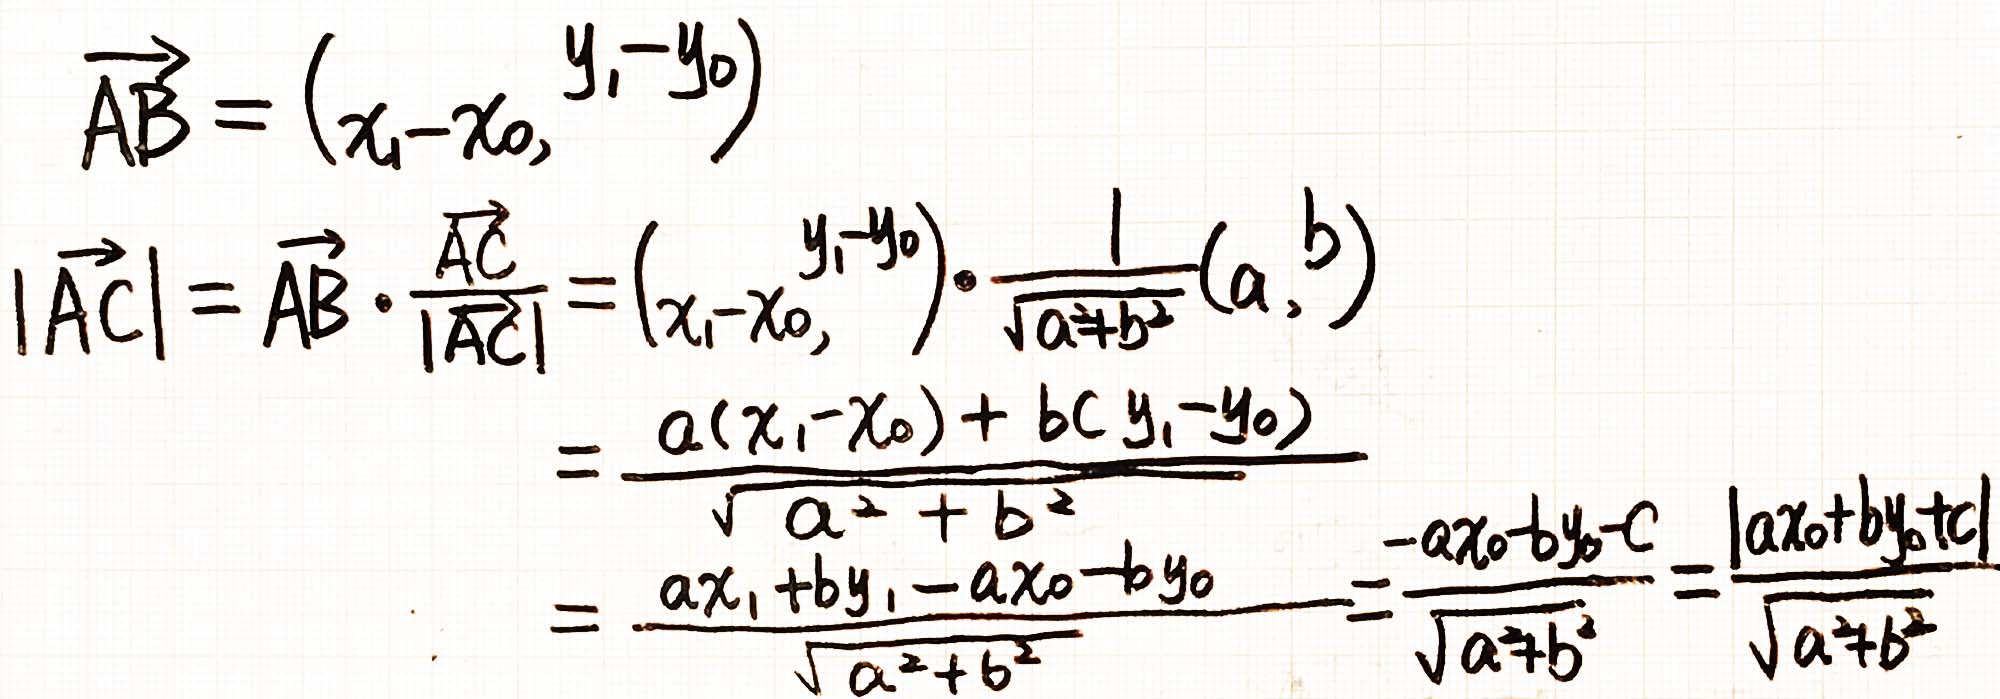 $\overrightarrow{AB} = (x_1 - x_0, y_1 - y_0)$
$|\overrightarrow{AC}| = \overrightarrow{AB} \cdot \frac{\overrightarrow{AC}}{|\overrightarrow{AC}|} = (x_1 - x_0, y_1 - y_0) \cdot \frac{1}{\sqrt{a^2+b^2}}(a, b)$
$= \frac{a(x_1 - x_0) + b(y_1 - y_0)}{\sqrt{a^2 + b^2}}$
$= \frac{ax_1 + by_1 - ax_0 - by_0}{\sqrt{a^2+b^2}} = \frac{-ax_0 - by_0 - c}{\sqrt{a^2+b^2}} = \frac{|ax_0 + by_0 + c|}{\sqrt{a^2+b^2}}$